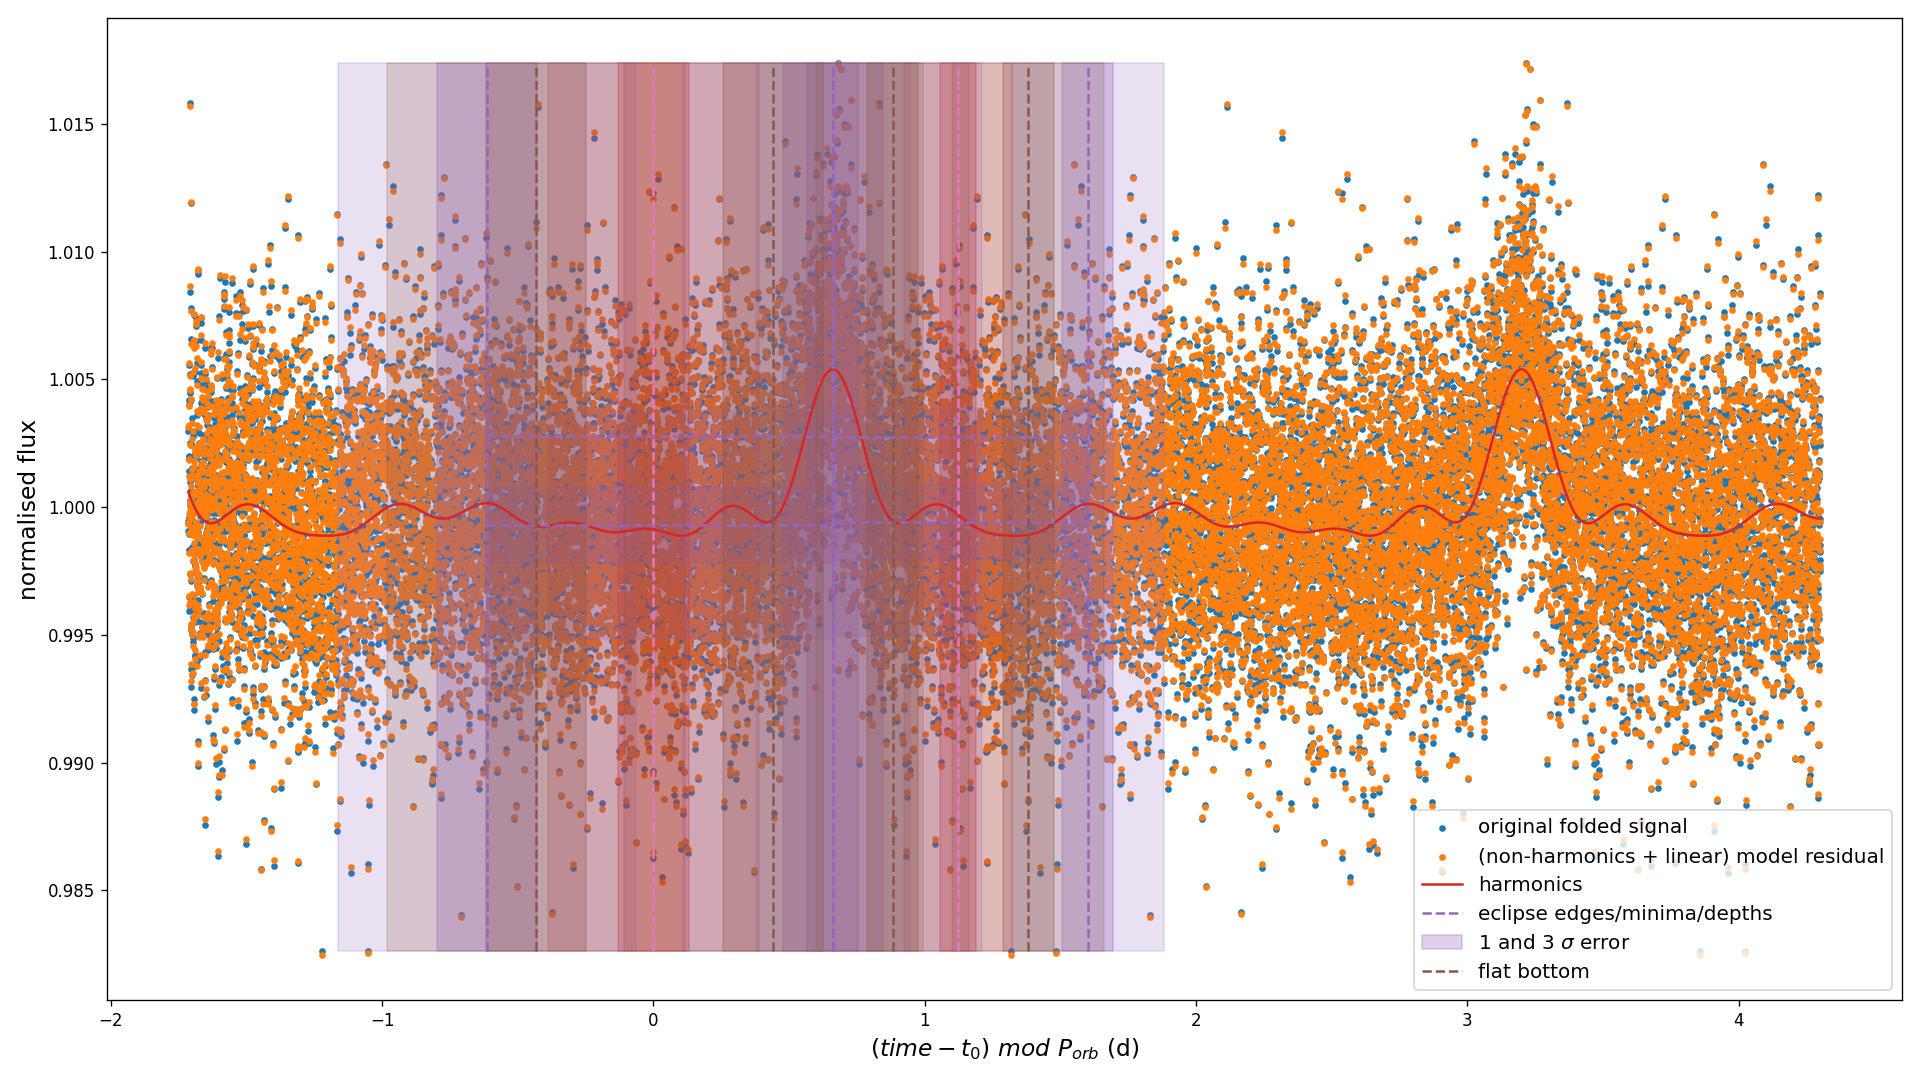 normalised flux
1.015
1.010
1.005
1.000
0.995
0.990
0.985
−2
−1
0
1
2
3
4
(time − t₀) mod P_orb (d)
original folded signal
(non-harmonics + linear) model residual
harmonics
eclipse edges/minima/depths
1 and 3 σ error
flat bottom